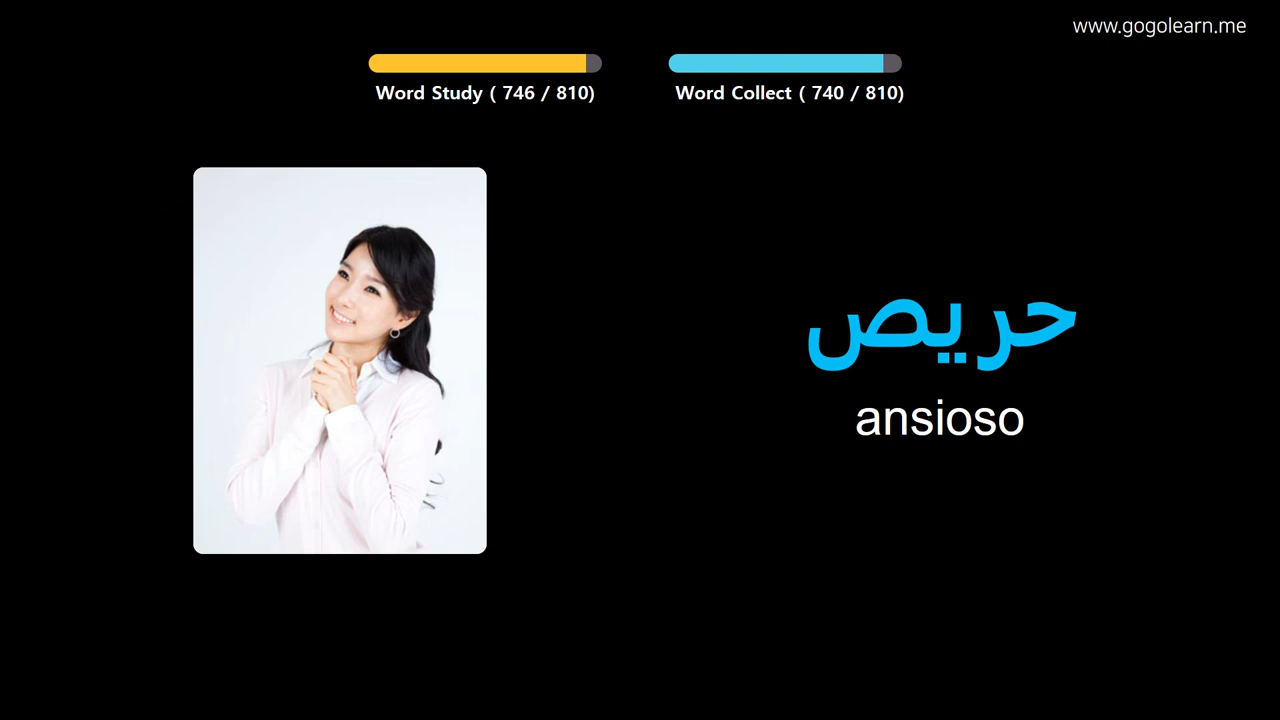 www.gogolearn.me
Word Study ( 746 / 810)
Word Collect ( 740 / 810)
حريص
ansioso